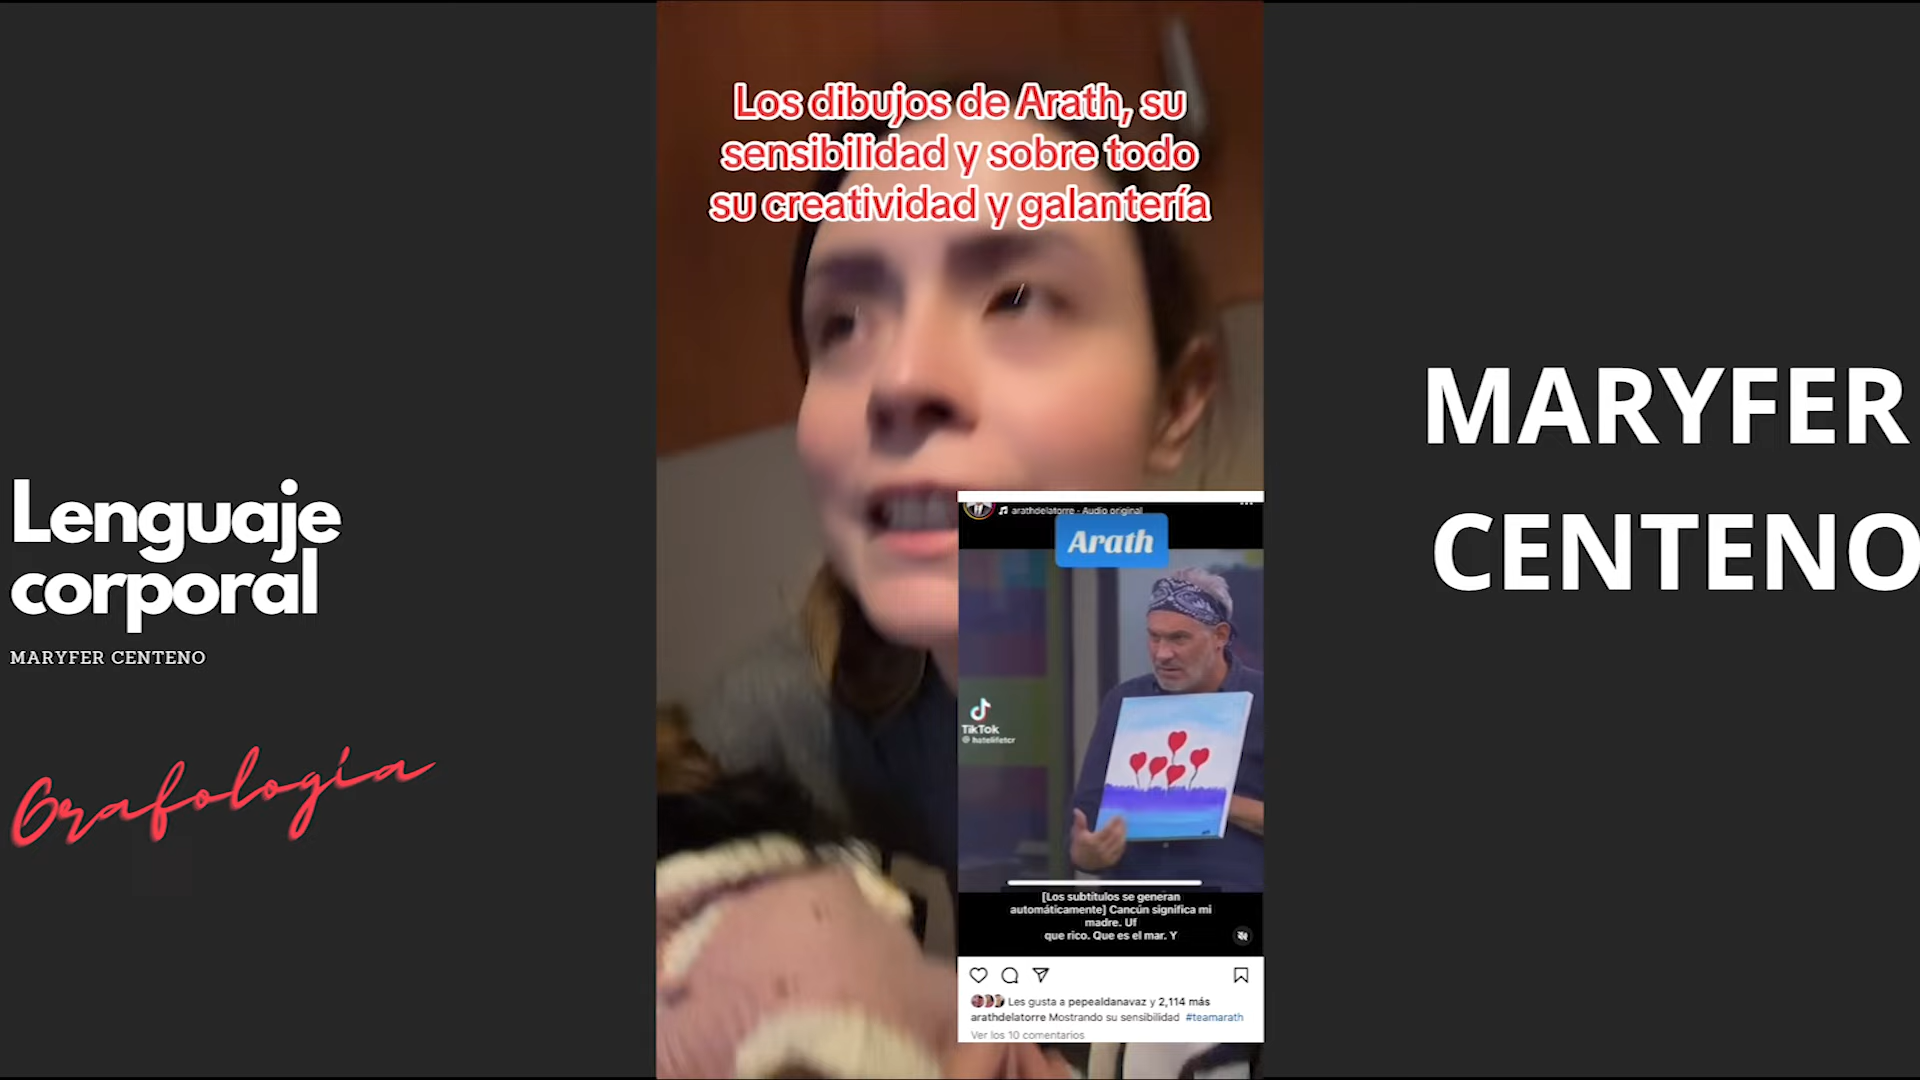 Los dibujos de Arath, su
sensibilidad y sobre todo
su creatividad y galantería
Lenguaje
corporal
MARYFER CENTENO
Grafología
MARYFER
CENTENO
arathdelatorre - Audio original
Arath
TikTok
@hatelifetcr
[Los subtítulos se generan
automáticamente] Cancún significa mi
madre. Uf
que rico. Que es el mar. Y
Les gusta a pepealdanavaz y 2,114 más
arathdelatorre Mostrando su sensibilidad #teamarath
Ver los 10 comentarios